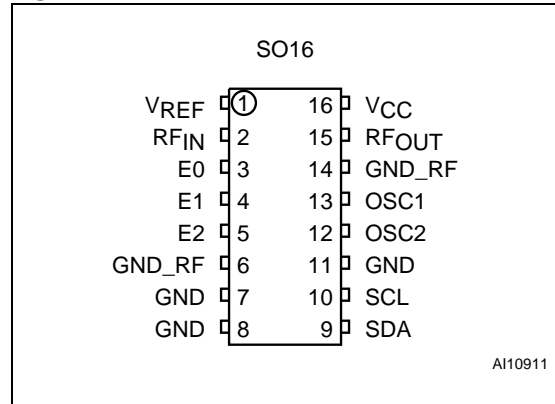 SO16
VREF 1 16 VCC
RFIN 2 15 RFOUT
E0 3 14 GND_RF
E1 4 13 OSC1
E2 5 12 OSC2
GND_RF 6 11 GND
GND 7 10 SCL
GND 8 9 SDA
AI10911